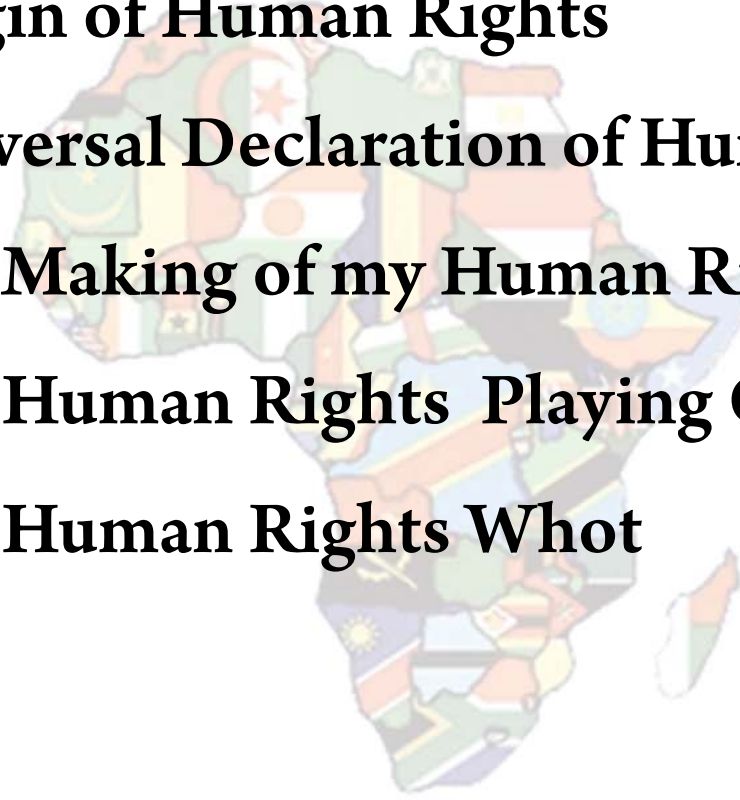 gin of Human Rights
versal Declaration of Hu
Making of my Human R
Human Rights Playing
Human Rights Whot